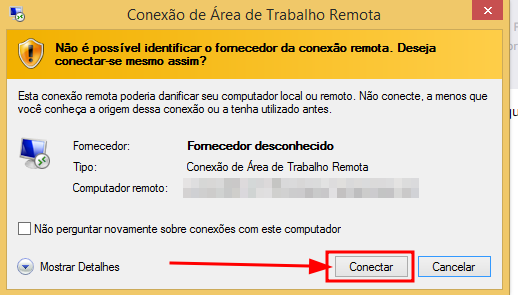 Conexão de Área de Trabalho Remota
Não é possível identificar o fornecedor da conexão remota. Deseja
conectar-se mesmo assim?
Esta conexão remota poderia danificar seu computador local ou remoto. Não conecte, a menos que
você conheça a origem dessa conexão ou a tenha utilizado antes.
Fornecedor: Fornecedor desconhecido
Tipo: Conexão de Área de Trabalho Remota
Computador remoto:
Não perguntar novamente sobre conexões com este computador
Mostrar Detalhes Conectar Cancelar